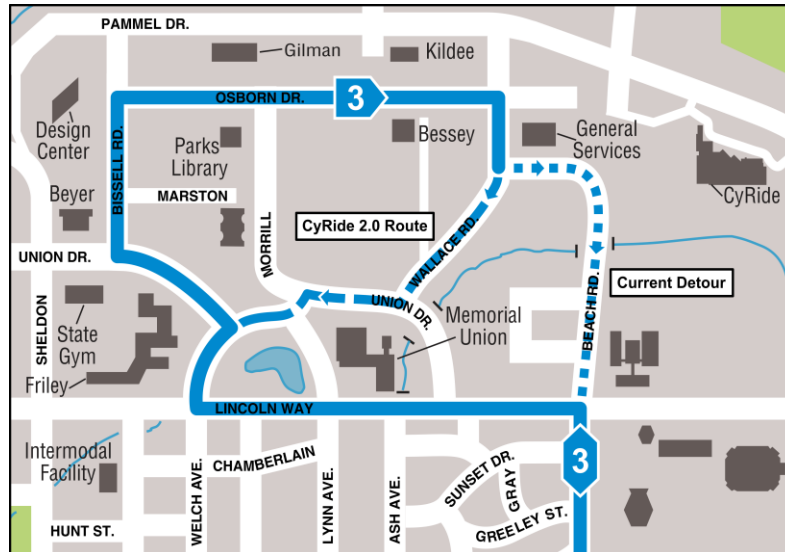 PAMMEL DR.
Gilman
Kildee
OSBORN DR.
3
Design
Center
BISSELL RD.
Parks
Library
Bessey
General
Services
CyRide
Beyer
MARSTON
MORRILL
CyRide 2.0 Route
WALLACE RD.
UNION DR.
UNION DR.
Current Detour
BEACH RD.
SHELDON
State
Gym
Memorial
Union
Friley
LINCOLN WAY
Intermodal
Facility
WELCH AVE.
CHAMBERLAIN
LYNN AVE.
ASH AVE.
SUNSET DR.
GRAY
GREELEY ST.
3
HUNT ST.